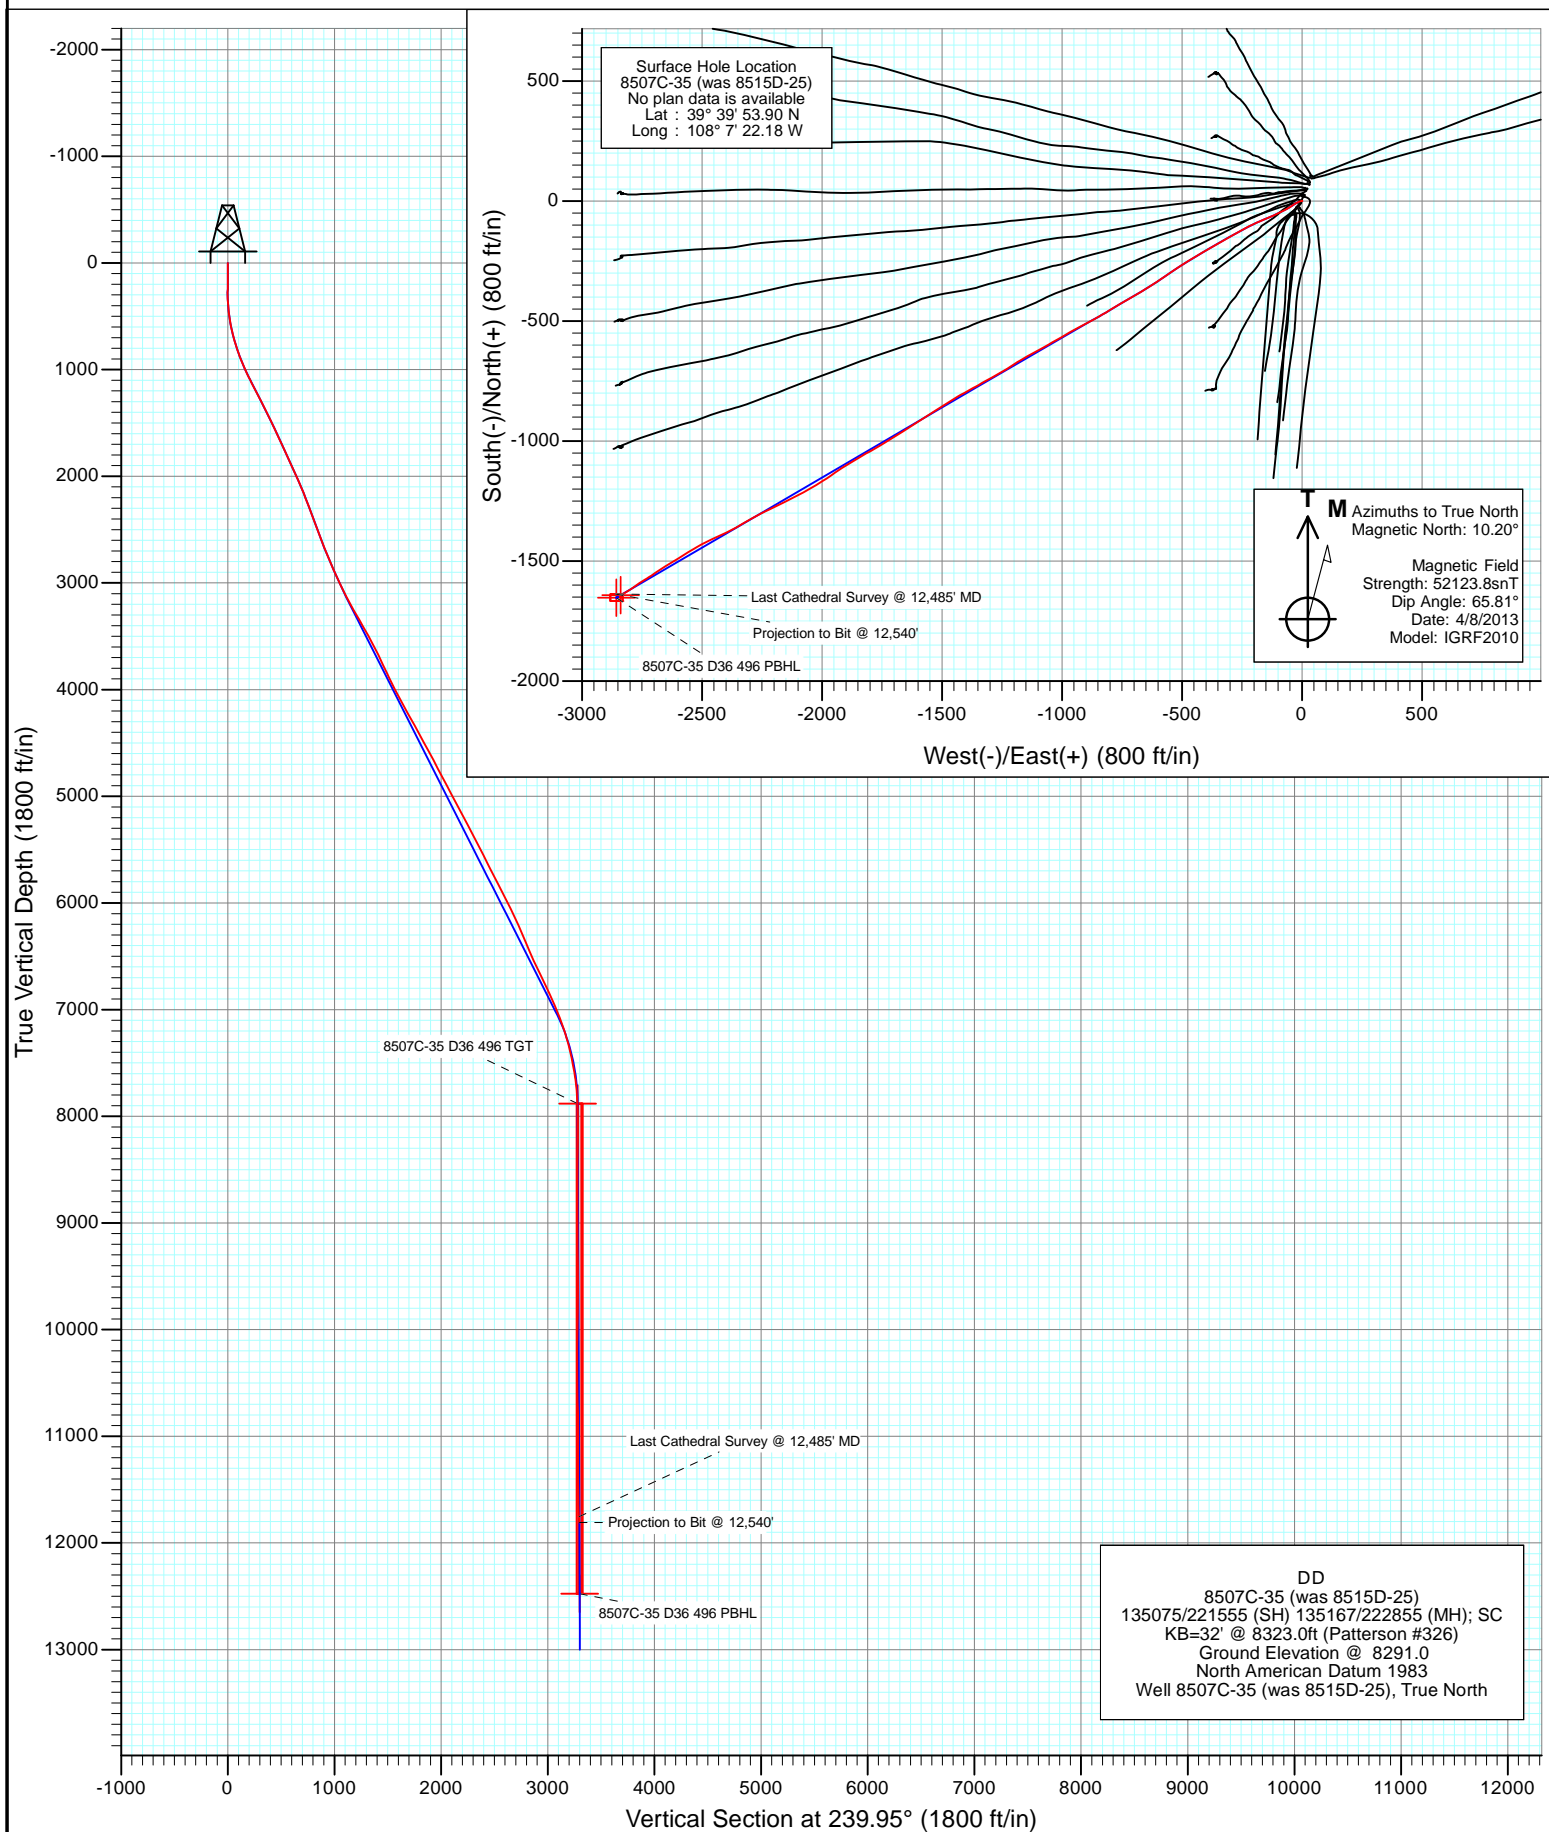 Surface Hole Location
8507C-35 (was 8515D-25)
No plan data is available
Lat : 39° 39' 53.90 N
Long : 108° 7' 22.18 W
500
0
-500
-1000
-1500
-2000
South(-)/North(+) (800 ft/in)
-3000 -2500 -2000 -1500 -1000 -500 0 500
West(-)/East(+) (800 ft/in)
Last Cathedral Survey @ 12,485' MD
Projection to Bit @ 12,540'
8507C-35 D36 496 PBHL
T
M
Azimuths to True North
Magnetic North: 10.20°
Magnetic Field
Strength: 52123.8snT
Dip Angle: 65.81°
Date: 4/8/2013
Model: IGRF2010
-2000
-1000
0
1000
2000
3000
4000
5000
6000
7000
8000
9000
10000
11000
12000
13000
True Vertical Depth (1800 ft/in)
8507C-35 D36 496 TGT
Last Cathedral Survey @ 12,485' MD
Projection to Bit @ 12,540'
8507C-35 D36 496 PBHL
DD
8507C-35 (was 8515D-25)
135075/221555 (SH) 135167/222855 (MH); SC
KB=32' @ 8323.0ft (Patterson #326)
Ground Elevation @ 8291.0
North American Datum 1983
Well 8507C-35 (was 8515D-25), True North
-1000 0 1000 2000 3000 4000 5000 6000 7000 8000 9000 10000 11000 12000
Vertical Section at 239.95° (1800 ft/in)